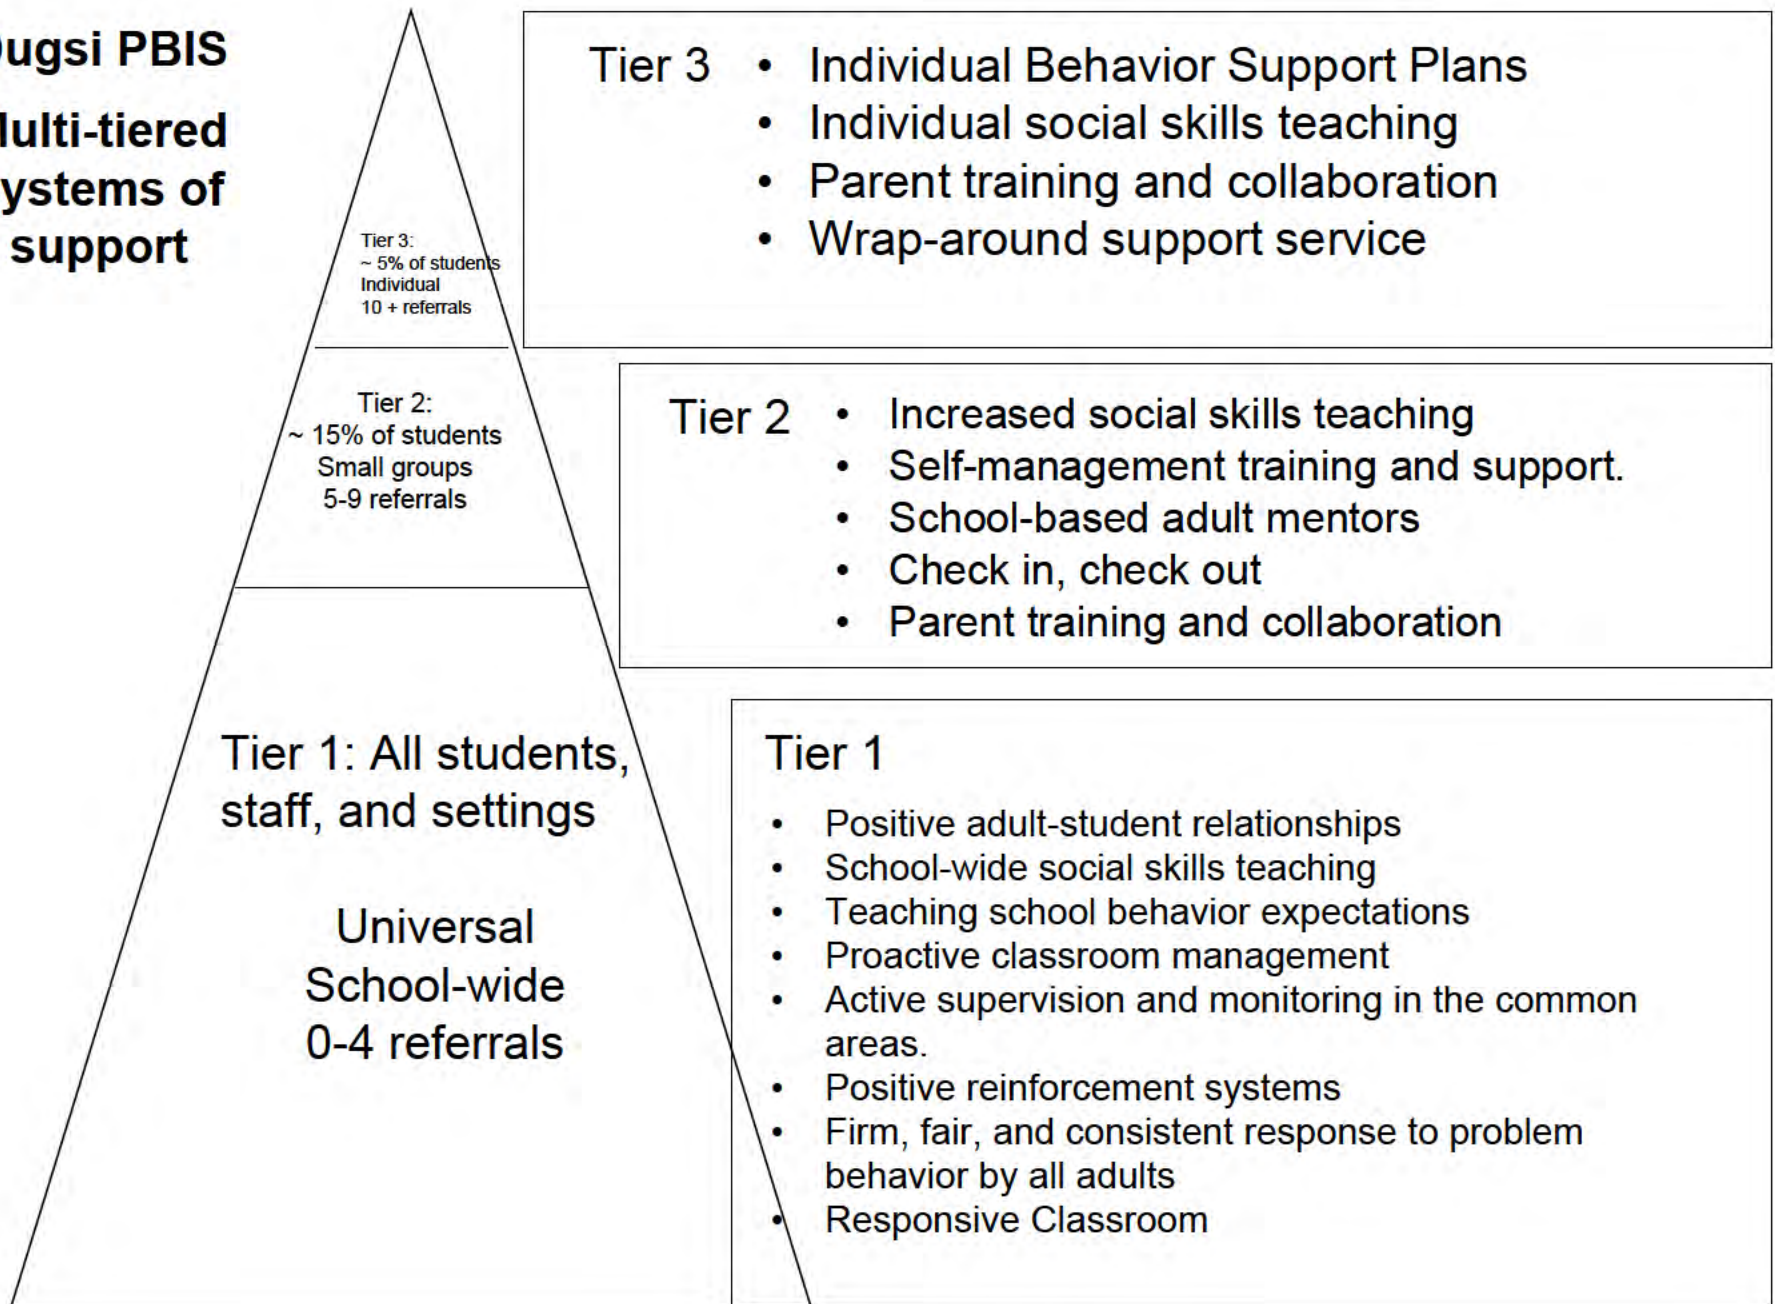 ugsi PBIS
ulti-tiered
ystems of
support
Tier 3:
~ 5% of students
Individual
10 + referrals
Tier 2:
~ 15% of students
Small groups
5-9 referrals
Tier 1: All students,
staff, and settings
Universal
School-wide
0-4 referrals
Tier 3 • Individual Behavior Support Plans
• Individual social skills teaching
• Parent training and collaboration
• Wrap-around support service
Tier 2 • Increased social skills teaching
• Self-management training and support.
• School-based adult mentors
• Check in, check out
• Parent training and collaboration
Tier 1
• Positive adult-student relationships
• School-wide social skills teaching
• Teaching school behavior expectations
• Proactive classroom management
• Active supervision and monitoring in the common
areas.
• Positive reinforcement systems
• Firm, fair, and consistent response to problem
behavior by all adults
• Responsive Classroom